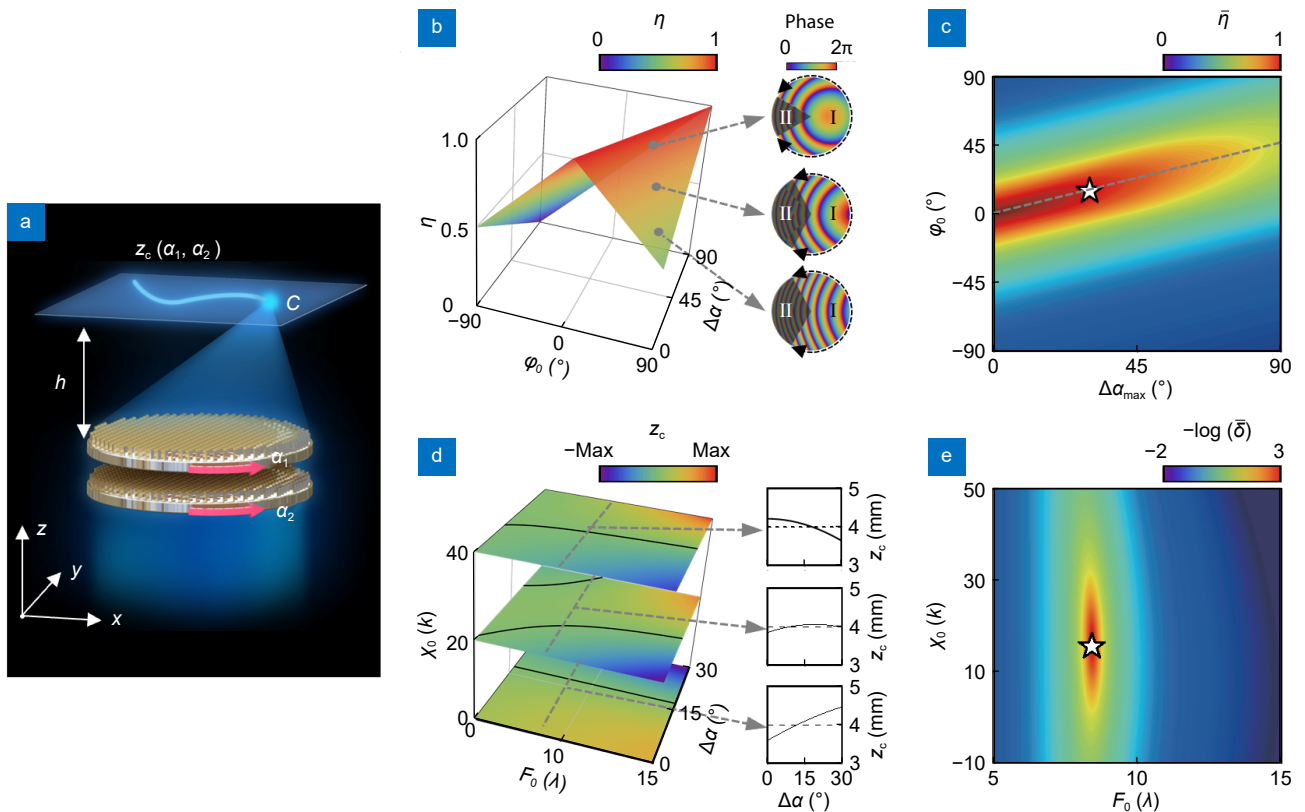 a
z_c (α₁, α₂)
C
h
α₁
α₂
z
y
x
b
η
0 1
Phase
0 2π
1.0
0.5
0
η
−90
0
90
φ₀ (°)
0
45
90
Δα (°)
II I
II I
II I
c
η̄
0 1
90
45
0
−45
−90
φ₀ (°)
0 45 90
Δα_max (°)
d
z_c
−Max Max
40
20
0
χ₀ (k)
0
10
15
F₀ (λ)
0
15
30
Δα (°)
5
4
3
z_c (mm)
5
4
3
z_c (mm)
5
4
3
z_c (mm)
0 15 30
Δα (°)
e
−log (δ̄)
−2 3
50
30
10
−10
χ₀ (k)
5 10 15
F₀ (λ)